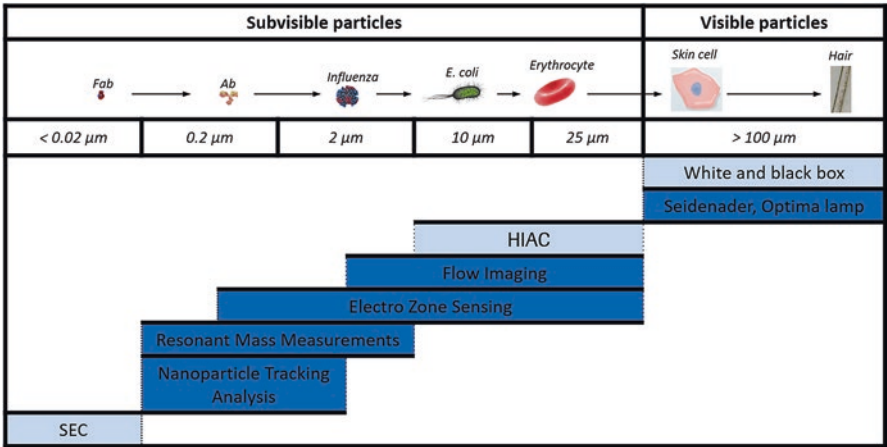 Subvisible particles
Visible particles
Fab
Ab
Influenza
E. coli
Erythrocyte
Skin cell
Hair
< 0.02 µm
0.2 µm
2 µm
10 µm
25 µm
> 100 µm
White and black box
Seidenader, Optima lamp
HIAC
Flow Imaging
Electro Zone Sensing
Resonant Mass Measurements
Nanoparticle Tracking
Analysis
SEC